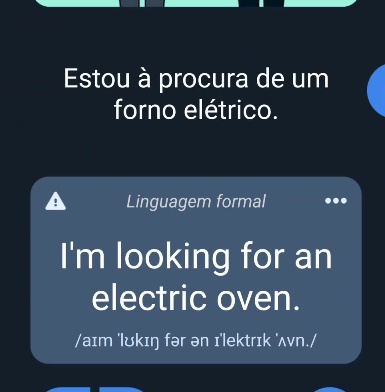 Estou à procura de um
forno elétrico.
Linguagem formal
I'm looking for an
electric oven.
/aɪm ˈlʊkɪŋ fər ən ɪˈlektrɪk ˈʌvn./